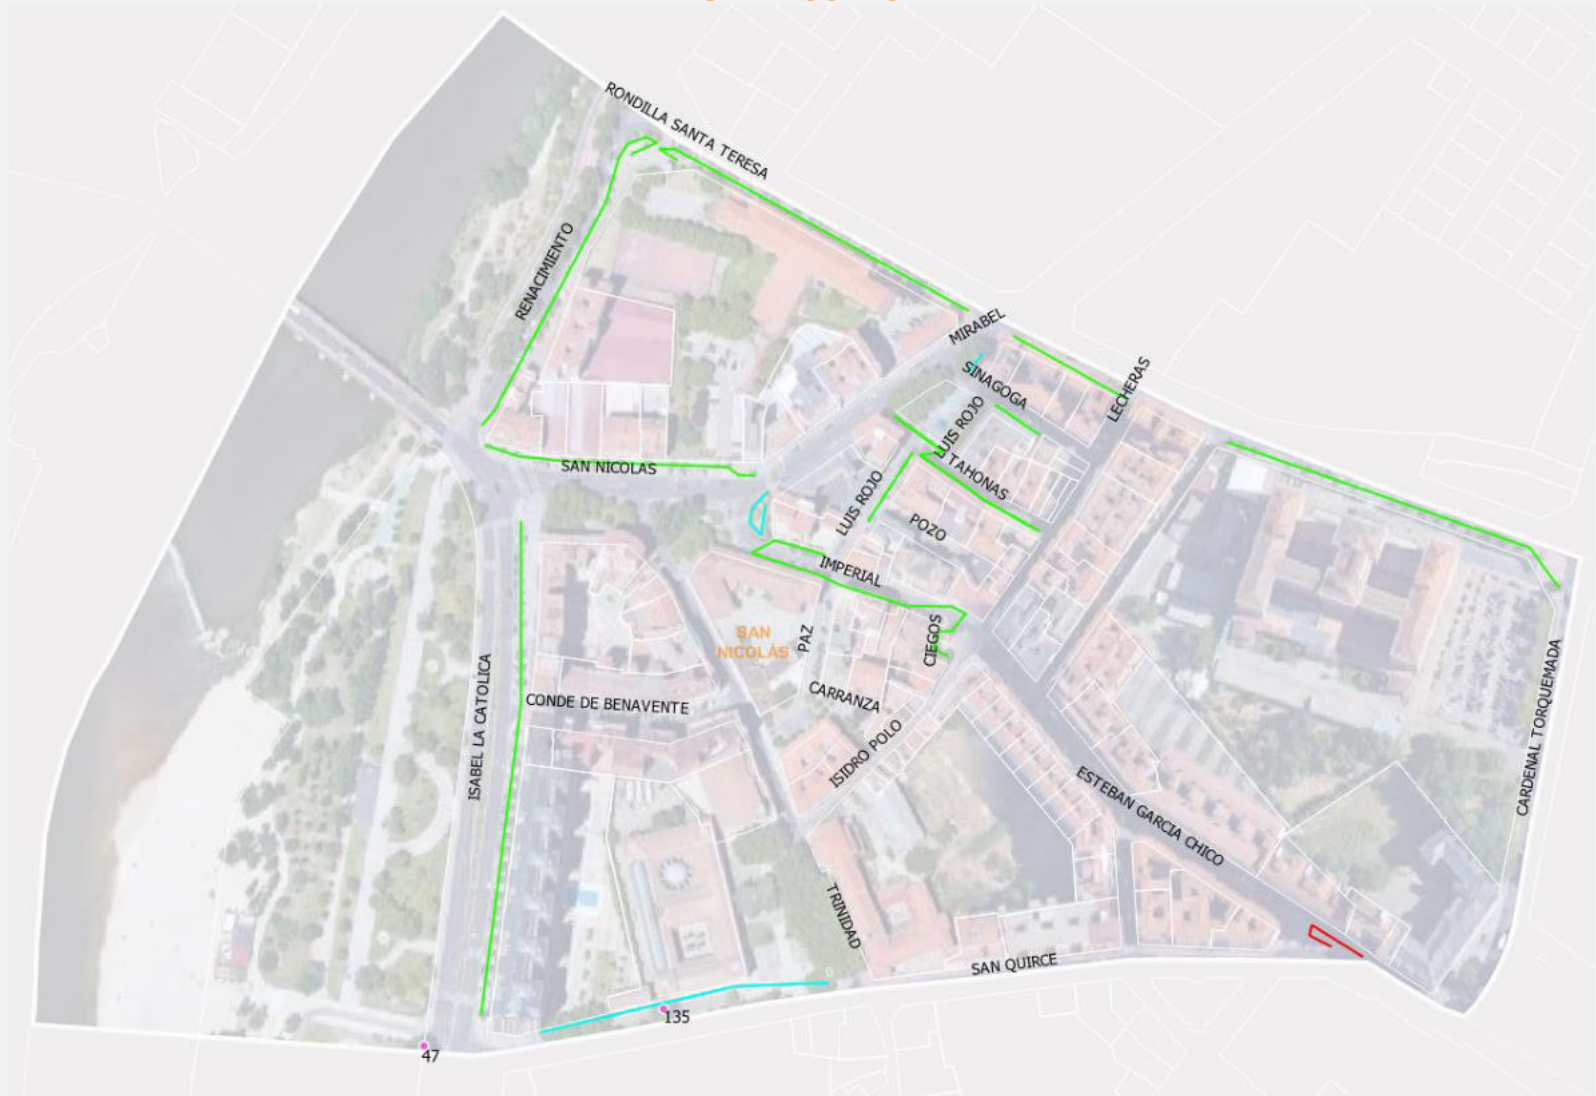 RONDILLA SANTA TERESA
RENACIMIENTO
MIRABEL
SINAGOGA
LECHERAS
LUIS ROJO
SAN NICOLAS
TAHONAS
LUIS ROJO
POZO
IMPERIAL
SAN
NICOLÁS
PAZ
CIEGOS
ISABEL LA CATOLICA
CONDE DE BENAVENTE
CARRANZA
ISIDRO POLO
CARDENAL TORQUEMADA
ESTEBAN GARCIA CHICO
TRINIDAD
SAN QUIRCE
135
47